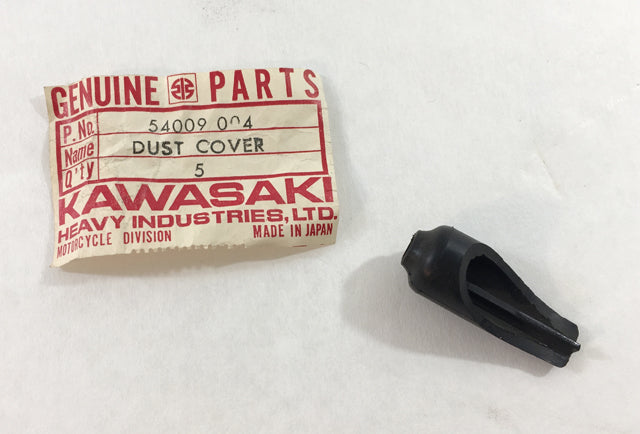 GENUINE PARTS
P.No. 54009 004
Name DUST COVER
Q'ty 5
KAWASAKI
HEAVY INDUSTRIES, LTD.
MOTORCYCLE DIVISION MADE IN JAPAN